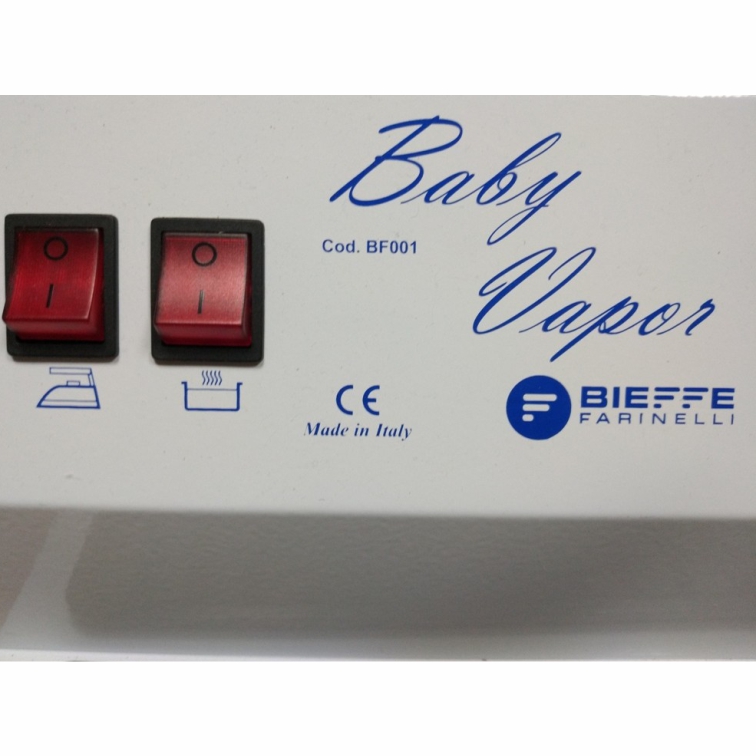 Baby
Vapor
Cod. BF001
O
I
O
I
CE
Made in Italy
BIEFFE
FARINELLI